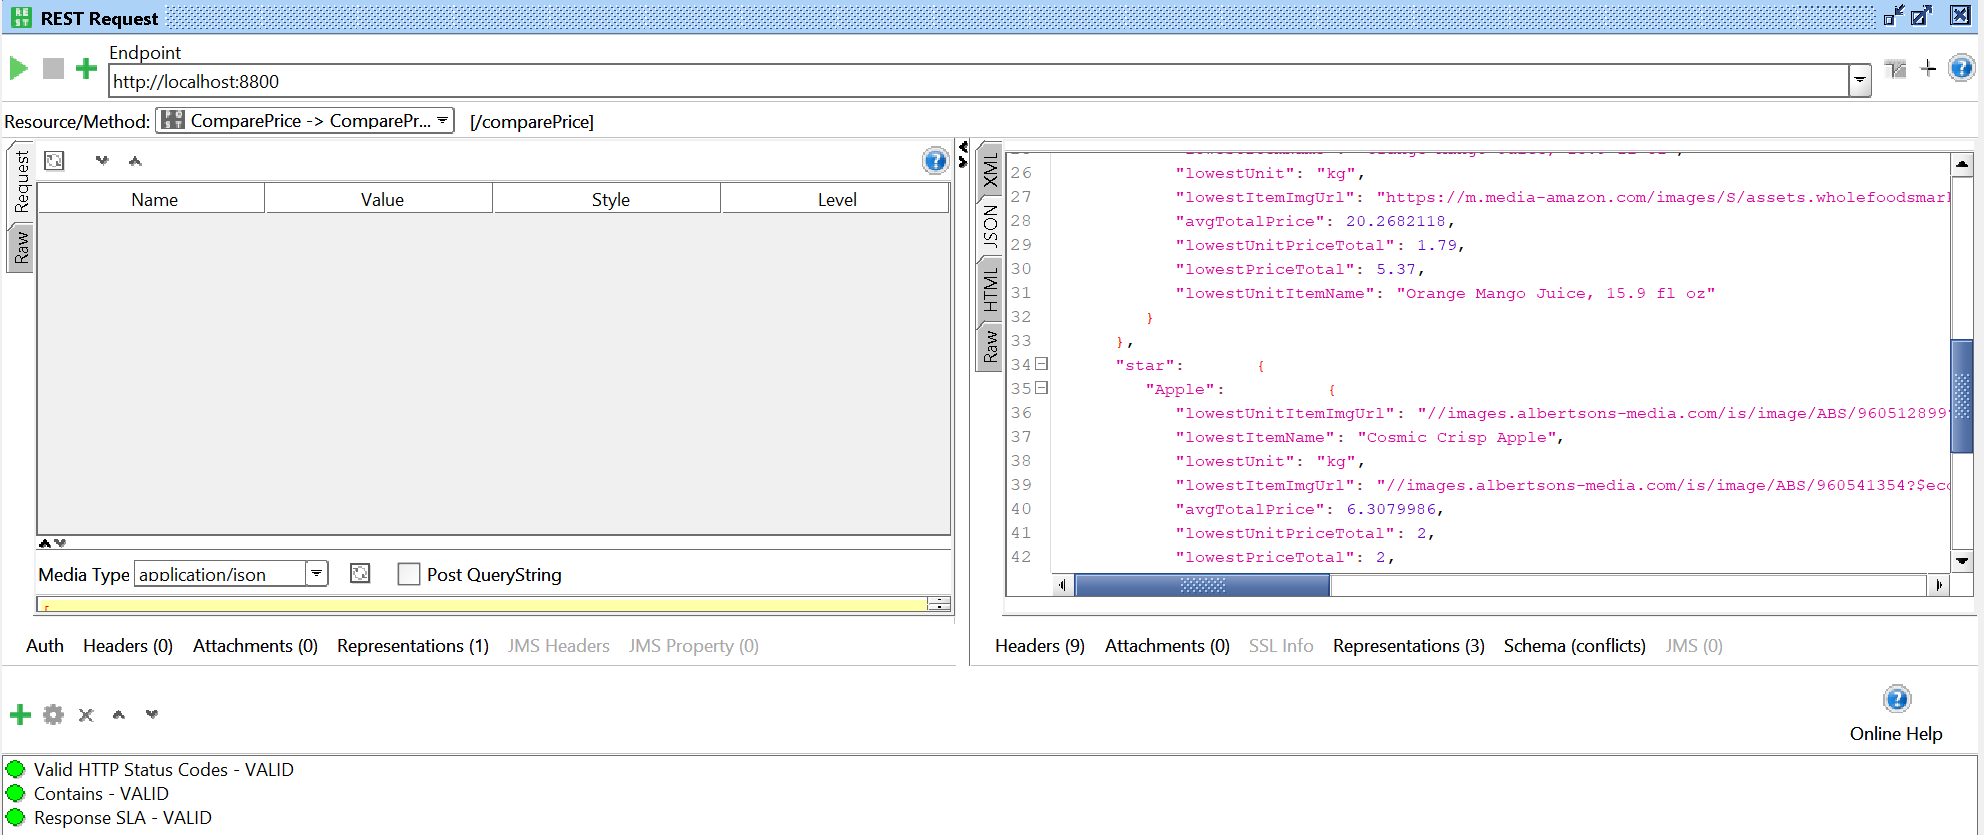 REST Request
Endpoint
http://localhost:8800
Resource/Method: ComparePrice -> ComparePr... [/comparePrice]
Request
Raw
Name Value Style Level
Media Type application/json Post QueryString
XML
JSON
HTML
Raw
26 "lowestUnit": "kg",
27 "lowestItemImgUrl": "https://m.media-amazon.com/images/S/assets.wholefoodsmar
28 "avgTotalPrice": 20.2682118,
29 "lowestUnitPriceTotal": 1.79,
30 "lowestPriceTotal": 5.37,
31 "lowestUnitItemName": "Orange Mango Juice, 15.9 fl oz"
32 }
33 },
34 "star": {
35 "Apple": {
36 "lowestUnitItemImgUrl": "//images.albertsons-media.com/is/image/ABS/960512899
37 "lowestItemName": "Cosmic Crisp Apple",
38 "lowestUnit": "kg",
39 "lowestItemImgUrl": "//images.albertsons-media.com/is/image/ABS/960541354?$eco
40 "avgTotalPrice": 6.3079986,
41 "lowestUnitPriceTotal": 2,
42 "lowestPriceTotal": 2,
Auth Headers (0) Attachments (0) Representations (1) JMS Headers JMS Property (0)
Headers (9) Attachments (0) SSL Info Representations (3) Schema (conflicts) JMS (0)
Online Help
Valid HTTP Status Codes - VALID
Contains - VALID
Response SLA - VALID